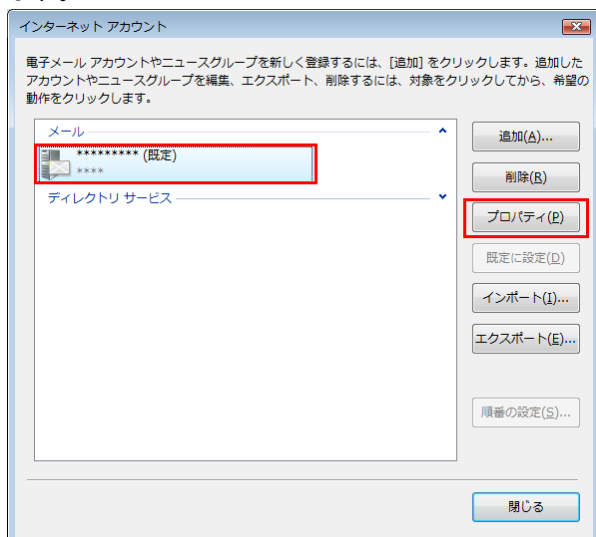 インターネット アカウント
電子メール アカウントやニュースグループを新しく登録するには、[追加] をクリックします。追加した
アカウントやニュースグループを編集、エクスポート、削除するには、対象をクリックしてから、希望の
動作をクリックします。
メール
********* (既定)
****
ディレクトリ サービス
追加(A)...
削除(R)
プロパティ(P)
既定に設定(D)
インポート(I)...
エクスポート(E)...
順番の設定(S)...
閉じる